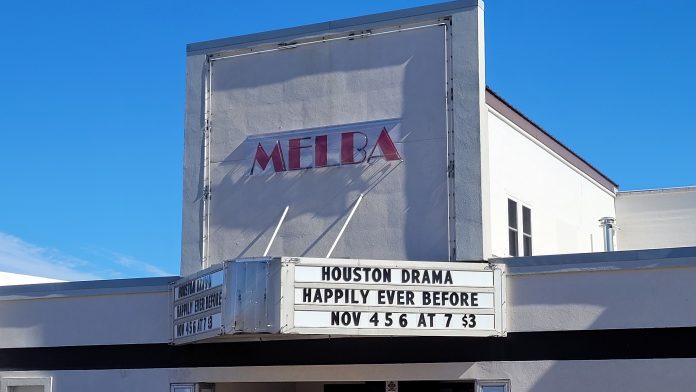 MELBA
HOUSTON DRAMA
HAPPILY EVER BEFORE
NOV 4 5 6 AT 7 $3
HOUSTON
HAPPILY EVER BEFORE
NOV 4 5 6 AT 7 $3